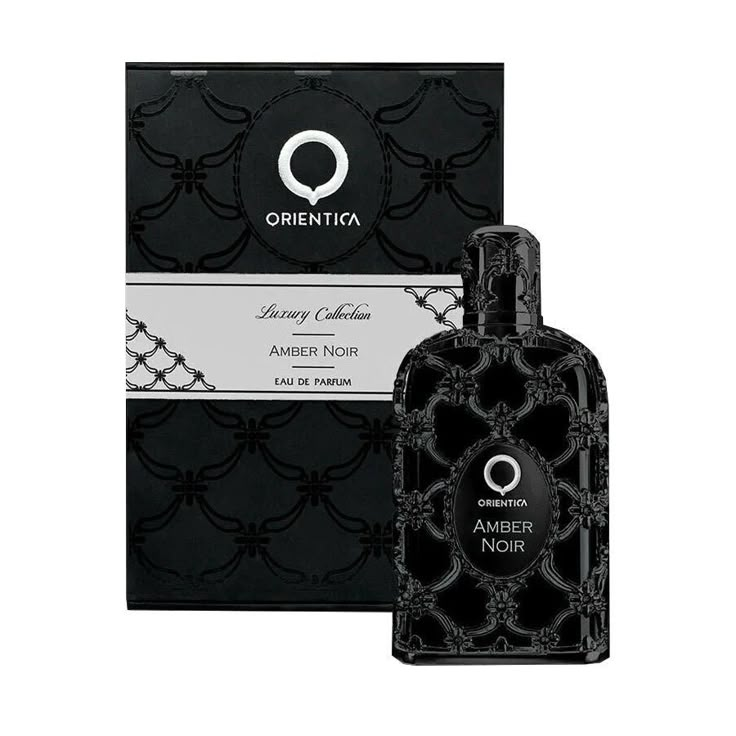 ORIENTICA
Luxury Collection
AMBER NOIR
EAU DE PARFUM
ORIENTICA
AMBER
NOIR